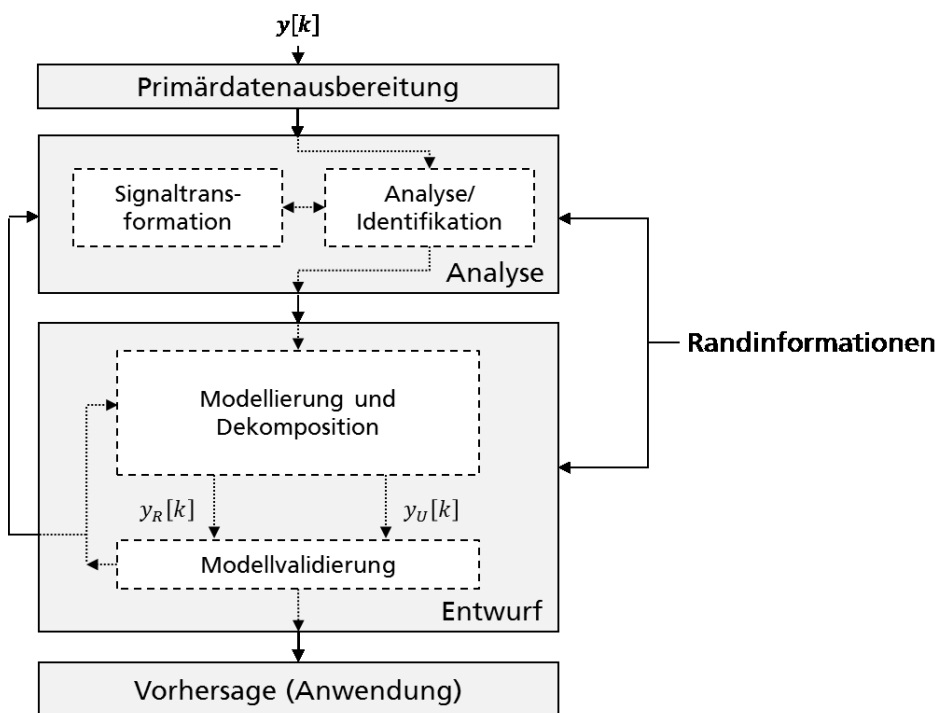 y[k]
Primärdatenausbereitung
Signaltrans-
formation
Analyse/
Identifikation
Analyse
Randinformationen
Modellierung und
Dekomposition
y_R[k]
y_U[k]
Modellvalidierung
Entwurf
Vorhersage (Anwendung)